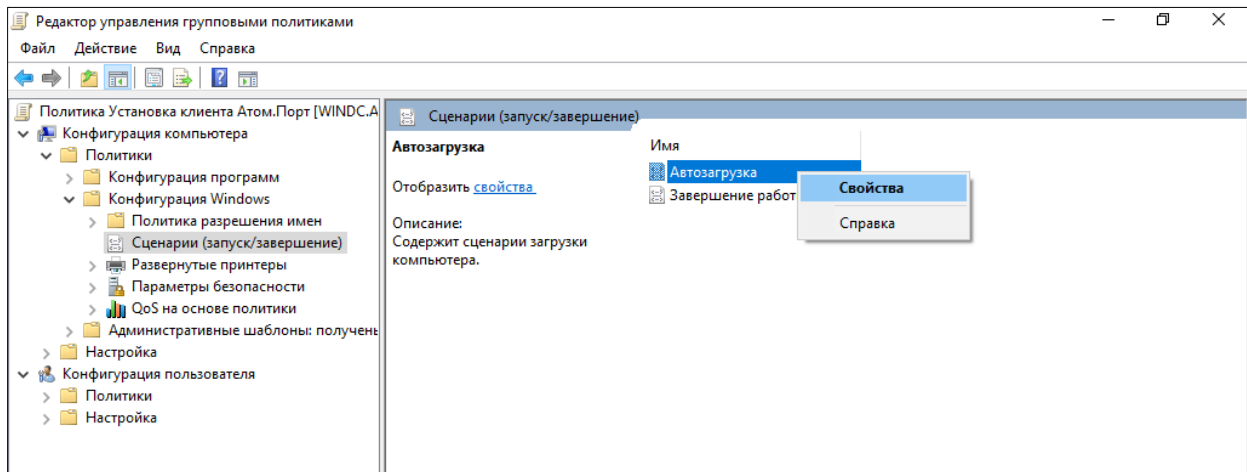 Редактор управления групповыми политиками
Файл Действие Вид Справка
Политика Установка клиента Атом.Порт [WINDC.A
Конфигурация компьютера
Политики
Конфигурация программ
Конфигурация Windows
Политика разрешения имен
Сценарии (запуск/завершение)
Развернутые принтеры
Параметры безопасности
QoS на основе политики
Административные шаблоны: получень
Настройка
Конфигурация пользователя
Политики
Настройка
Сценарии (запуск/завершение)
Автозагрузка
Отобразить свойства
Описание:
Содержит сценарии загрузки
компьютера.
Имя
Автозагрузка
Завершение работ
Свойства
Справка